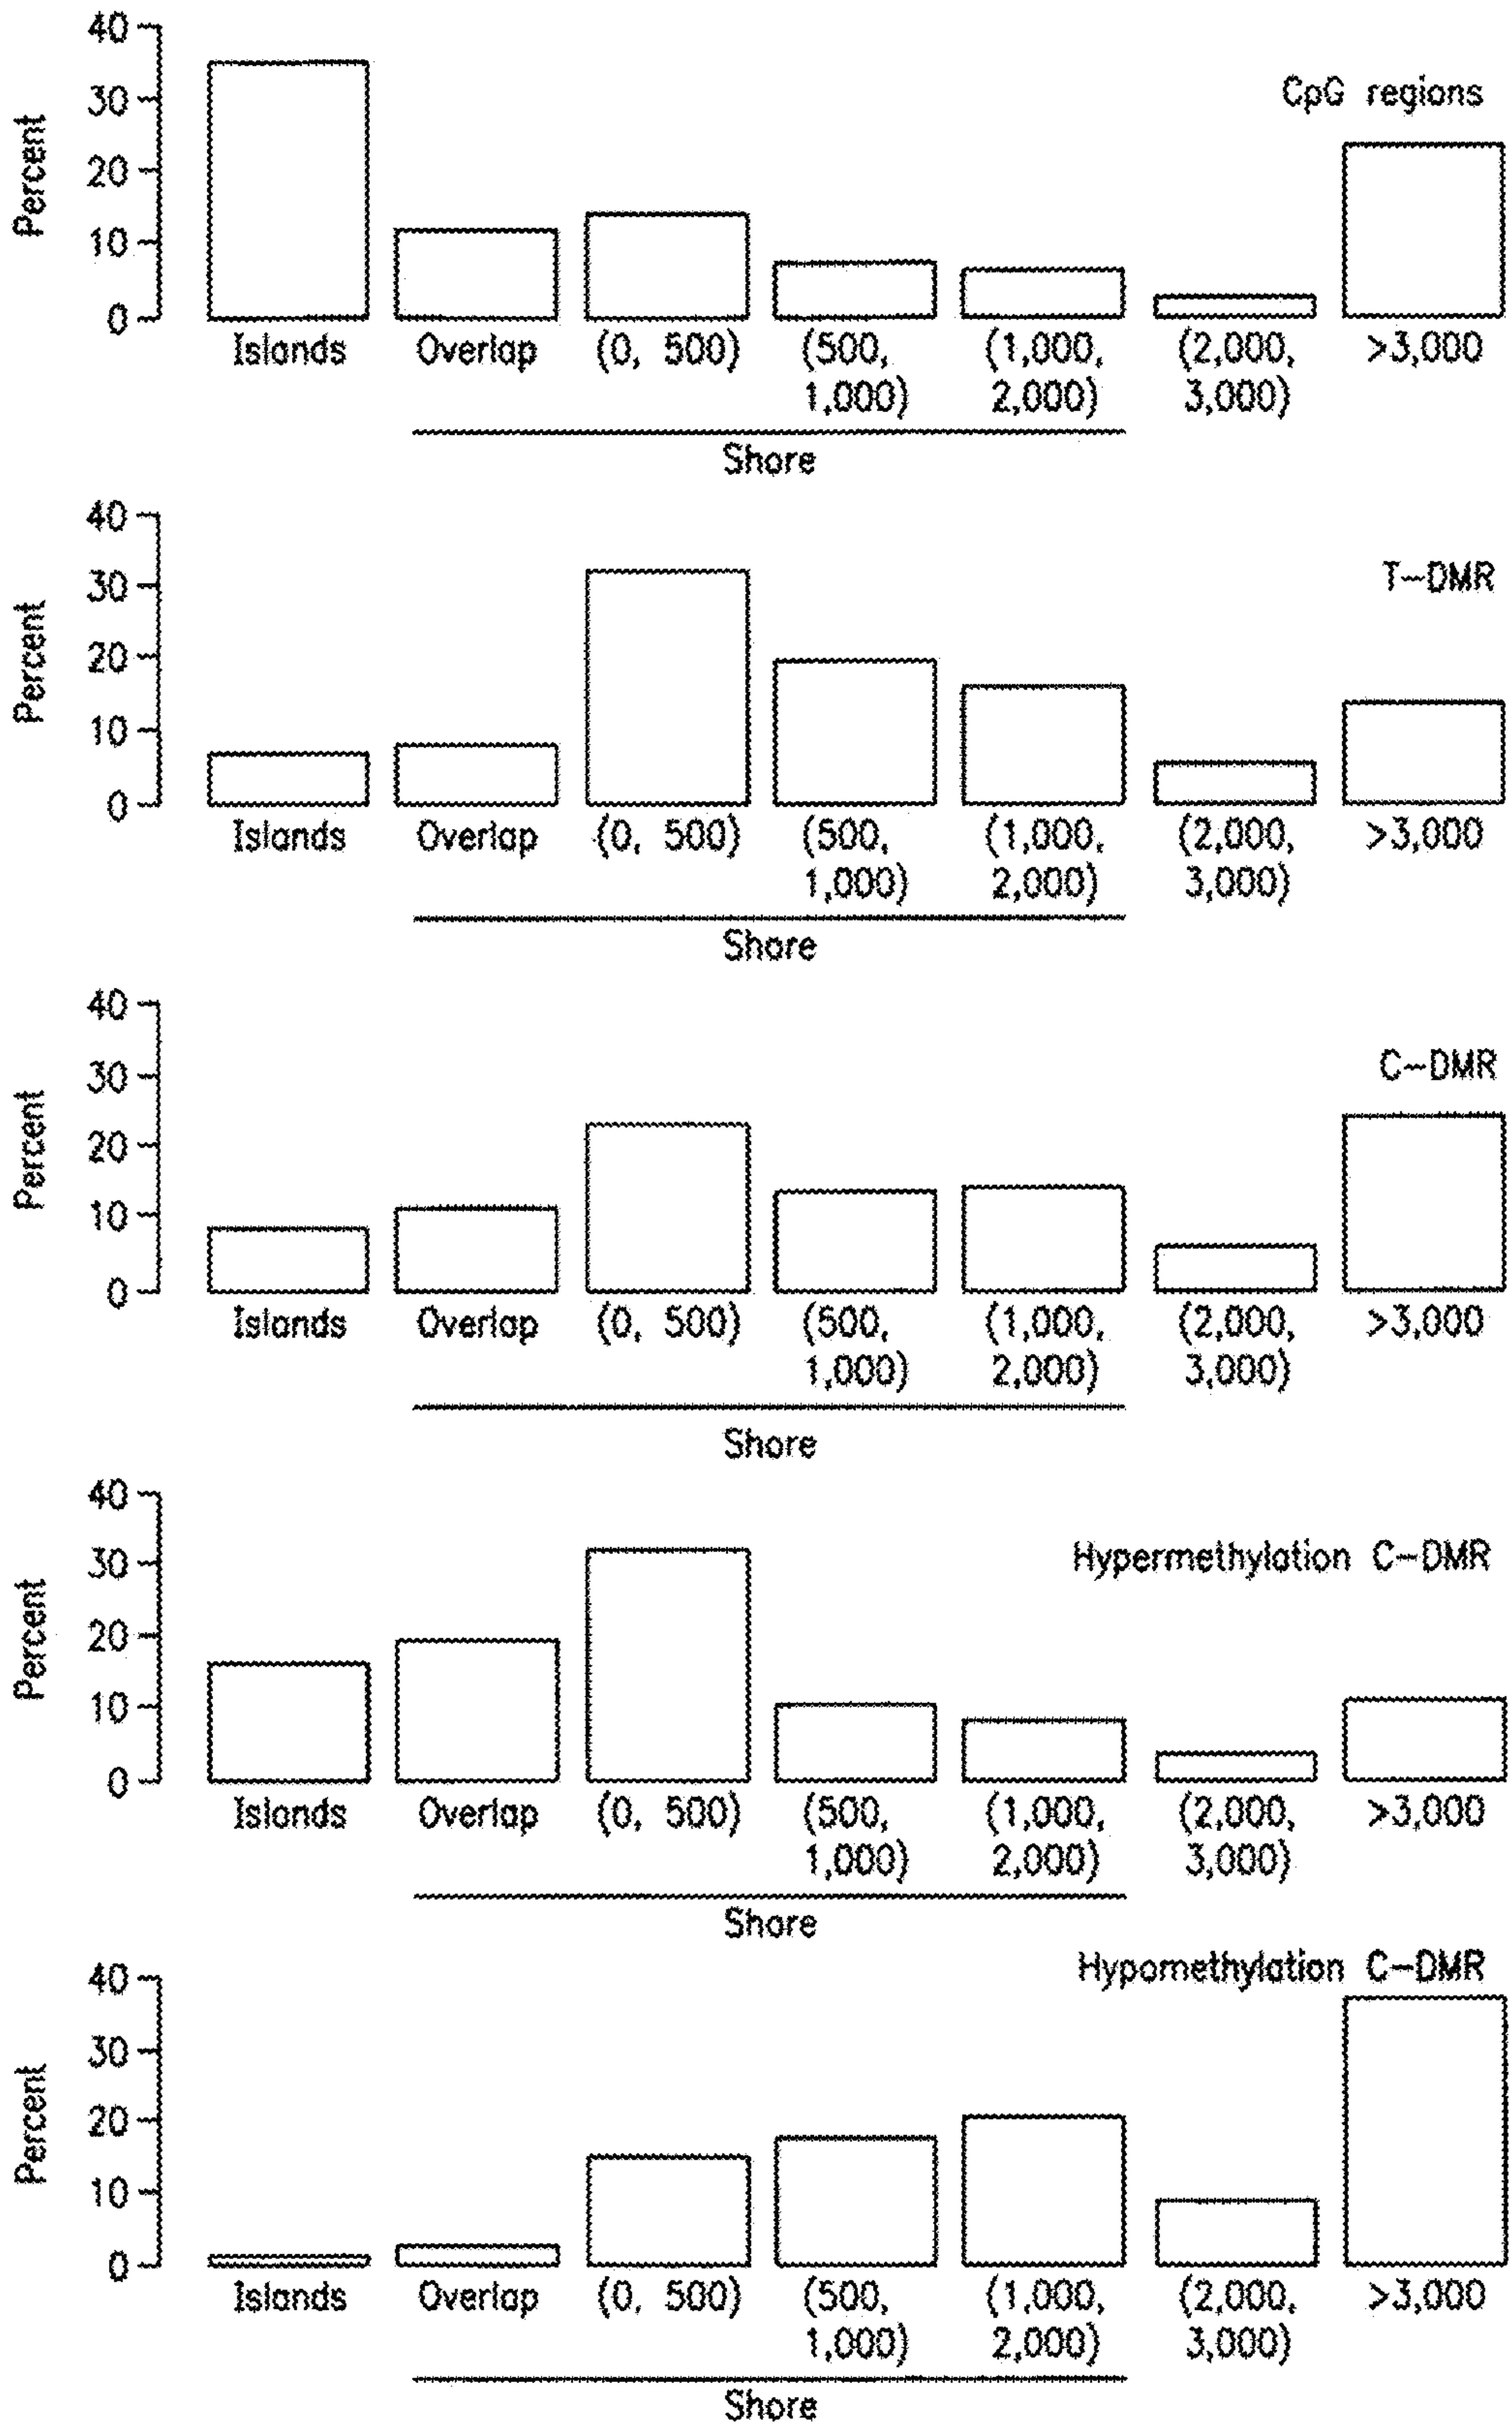 CpG regions
Percent
40
30
20
10
0
Islands Overlap (0, 500) (500, 1,000) (1,000, 2,000) (2,000, 3,000) >3,000
Shore
T-DMR
Percent
40
30
20
10
0
Islands Overlap (0, 500) (500, 1,000) (1,000, 2,000) (2,000, 3,000) >3,000
Shore
C-DMR
Percent
40
30
20
10
0
Islands Overlap (0, 500) (500, 1,000) (1,000, 2,000) (2,000, 3,000) >3,000
Shore
Hypermethylation C-DMR
Percent
40
30
20
10
0
Islands Overlap (0, 500) (500, 1,000) (1,000, 2,000) (2,000, 3,000) >3,000
Shore
Hypomethylation C-DMR
Percent
40
30
20
10
0
Islands Overlap (0, 500) (500, 1,000) (1,000, 2,000) (2,000, 3,000) >3,000
Shore